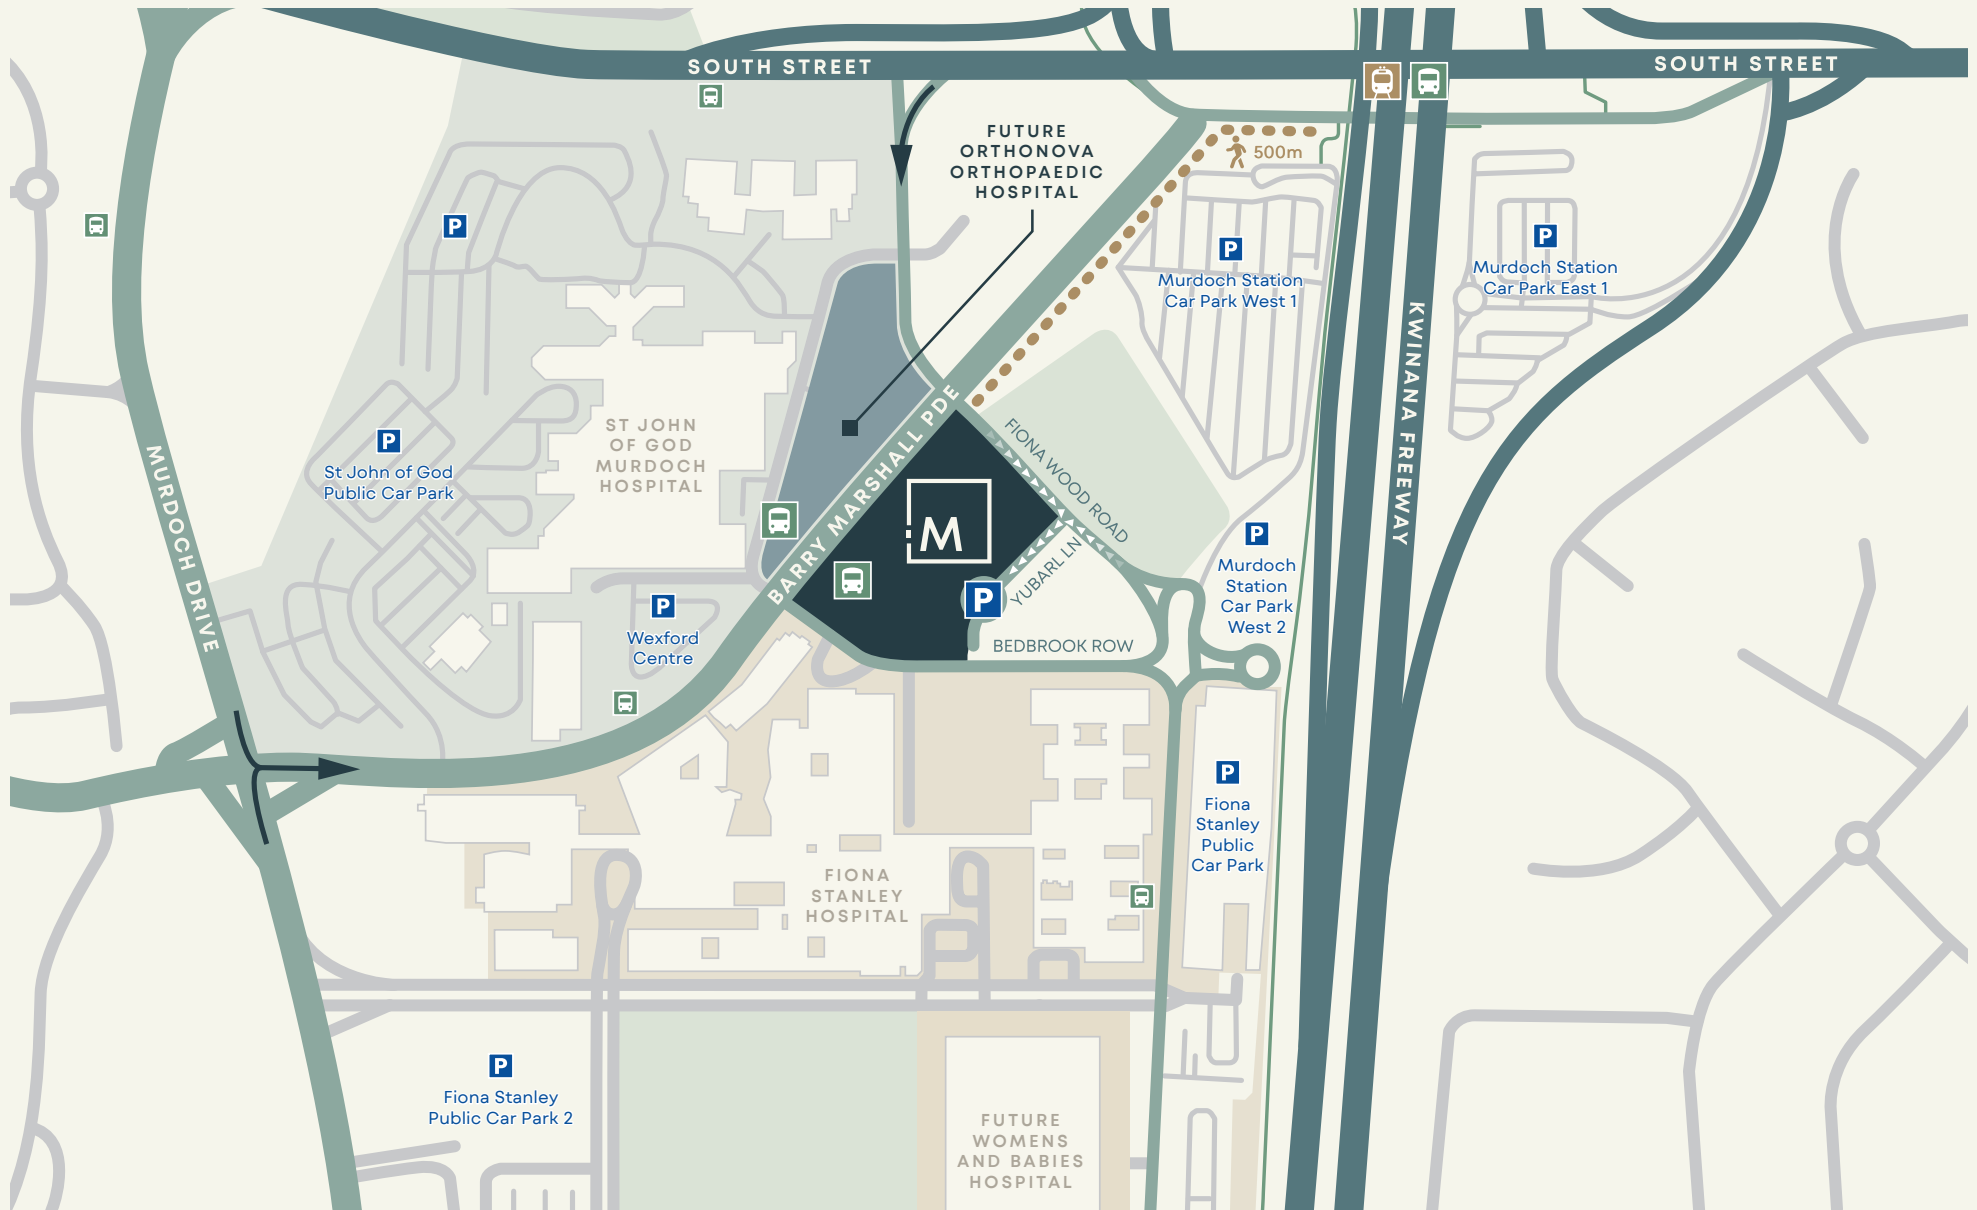 SOUTH STREET
SOUTH STREET
FUTURE
ORTHONOVA
ORTHOPAEDIC
HOSPITAL
500m
P
P
Murdoch Station
Car Park West 1
P
Murdoch Station
Car Park East 1
KWINANA FREEWAY
MURDOCH DRIVE
P
St John of God
Public Car Park
ST JOHN
OF GOD
MURDOCH
HOSPITAL
BARRY MARSHALL PDE
M
FIONA WOOD ROAD
YUBARL LN
P
BEDBROOK ROW
P
Murdoch
Station
Car Park
West 2
P
Wexford
Centre
P
Fiona
Stanley
Public
Car Park
FIONA
STANLEY
HOSPITAL
P
Fiona Stanley
Public Car Park 2
FUTURE
WOMENS
AND BABIES
HOSPITAL